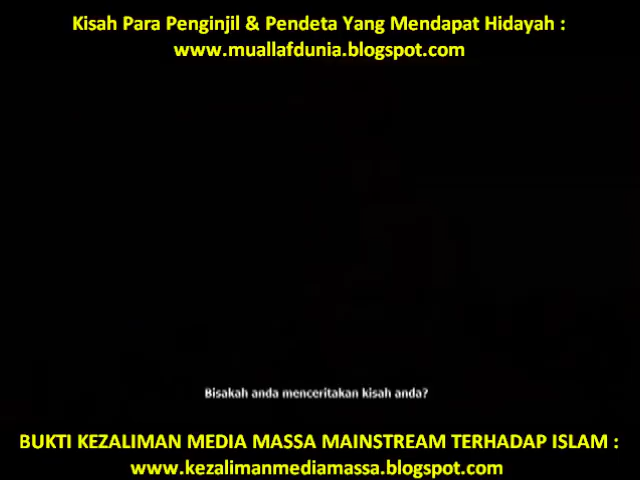 Kisah Para Penginjil & Pendeta Yang Mendapat Hidayah :
www.muallafdunia.blogspot.com
Bisakah anda menceritakan kisah anda?
BUKTI KEZALIMAN MEDIA MASSA MAINSTREAM TERHADAP ISLAM :
www.kezalimanmediamassa.blogspot.com